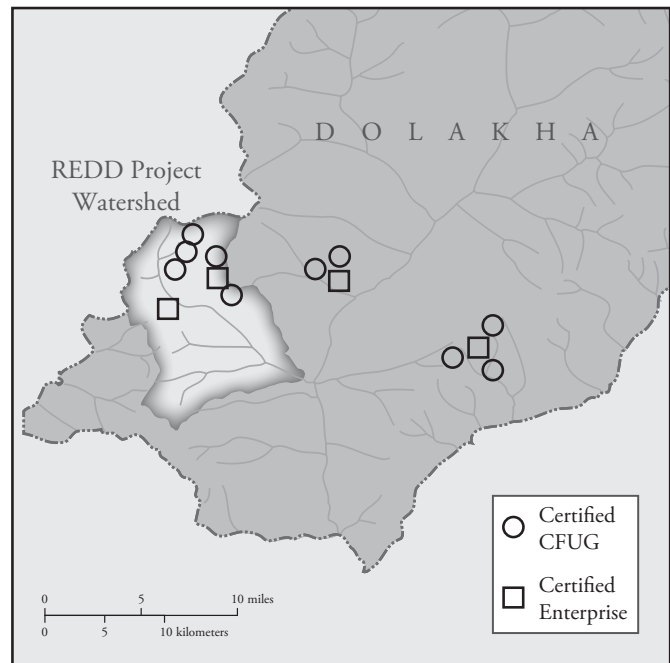 D O L A K H A
REDD Project
Watershed
Certified
CFUG
Certified
Enterprise
0 5 10 miles
0 5 10 kilometers